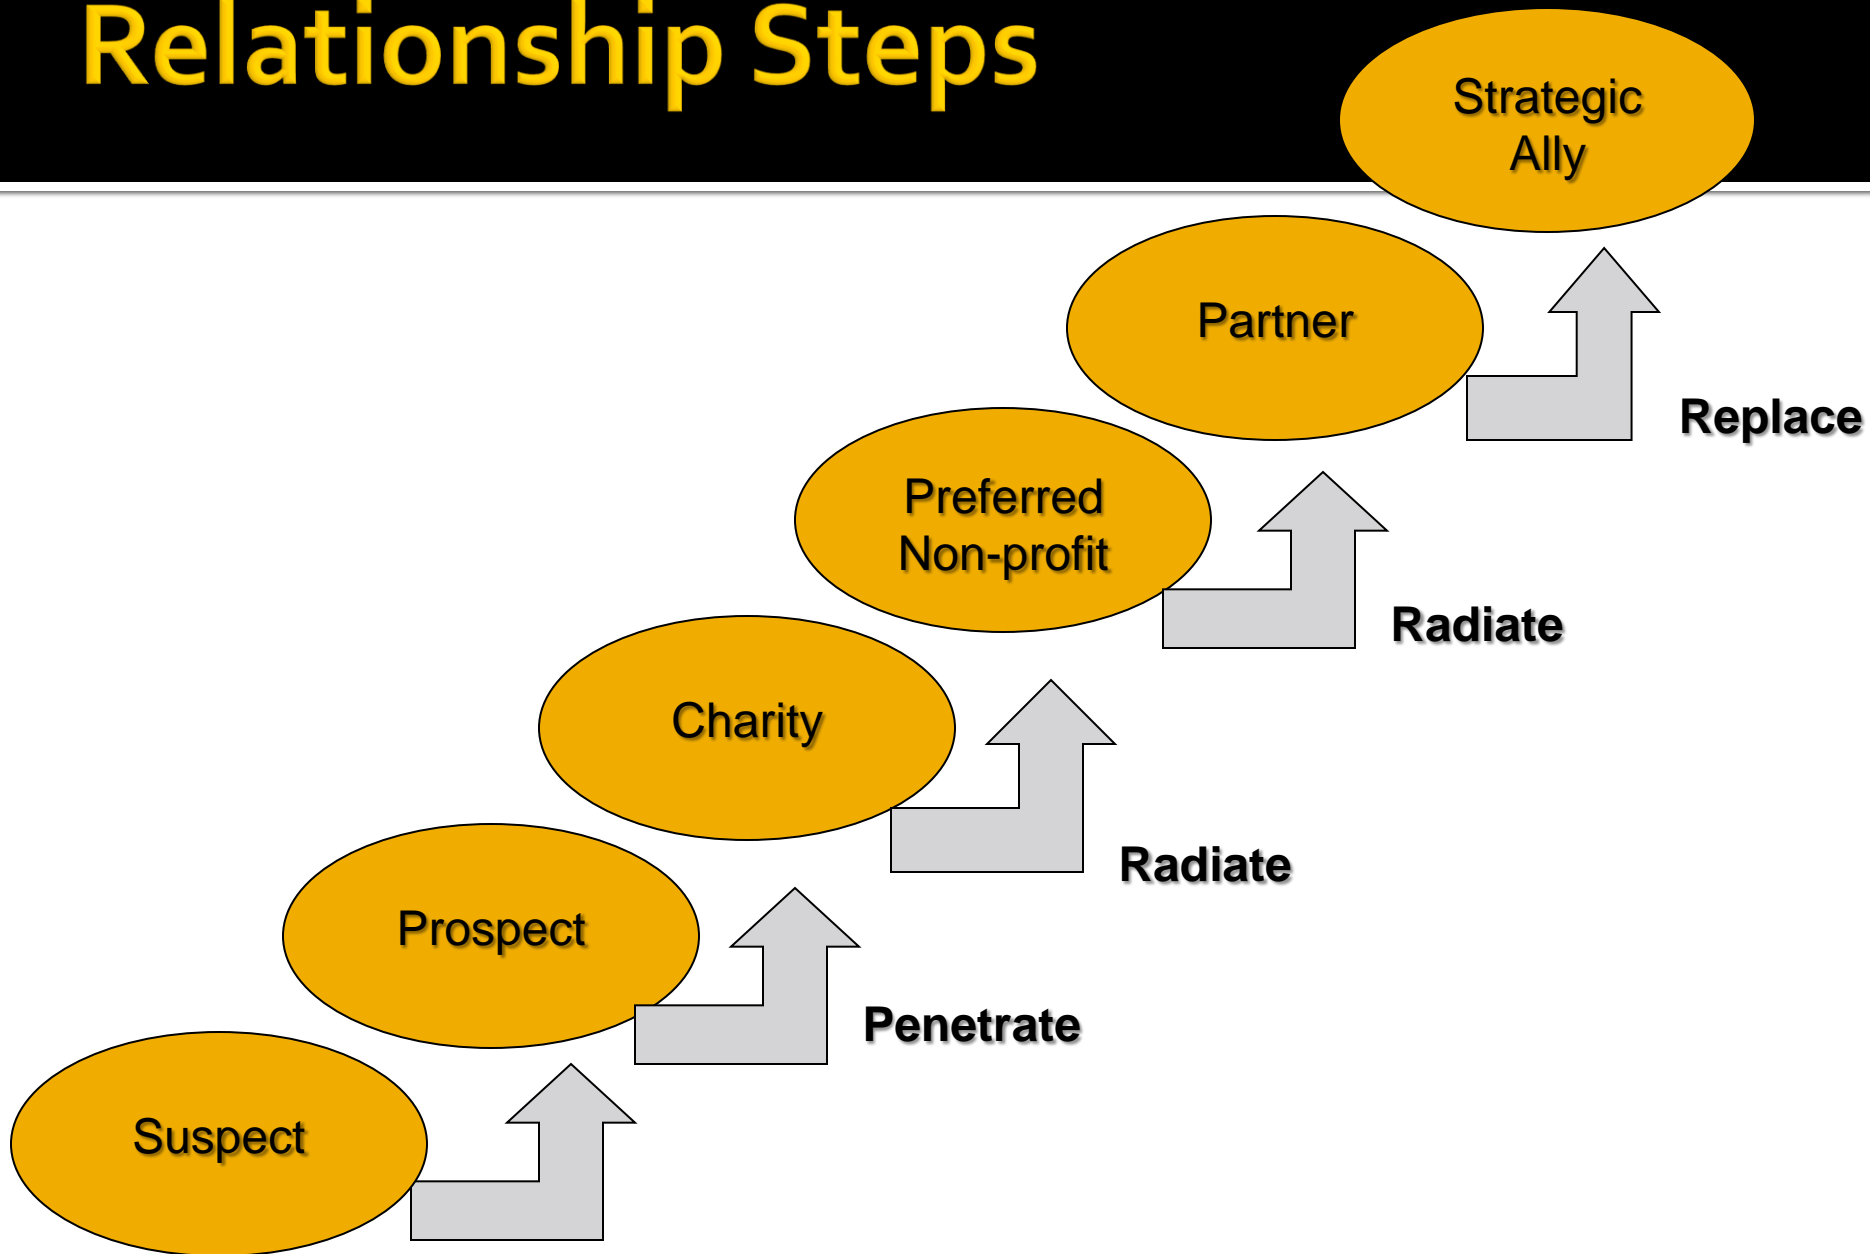 Relationship Steps
Strategic
Ally
Partner
Replace
Preferred
Non-profit
Radiate
Charity
Radiate
Prospect
Penetrate
Suspect